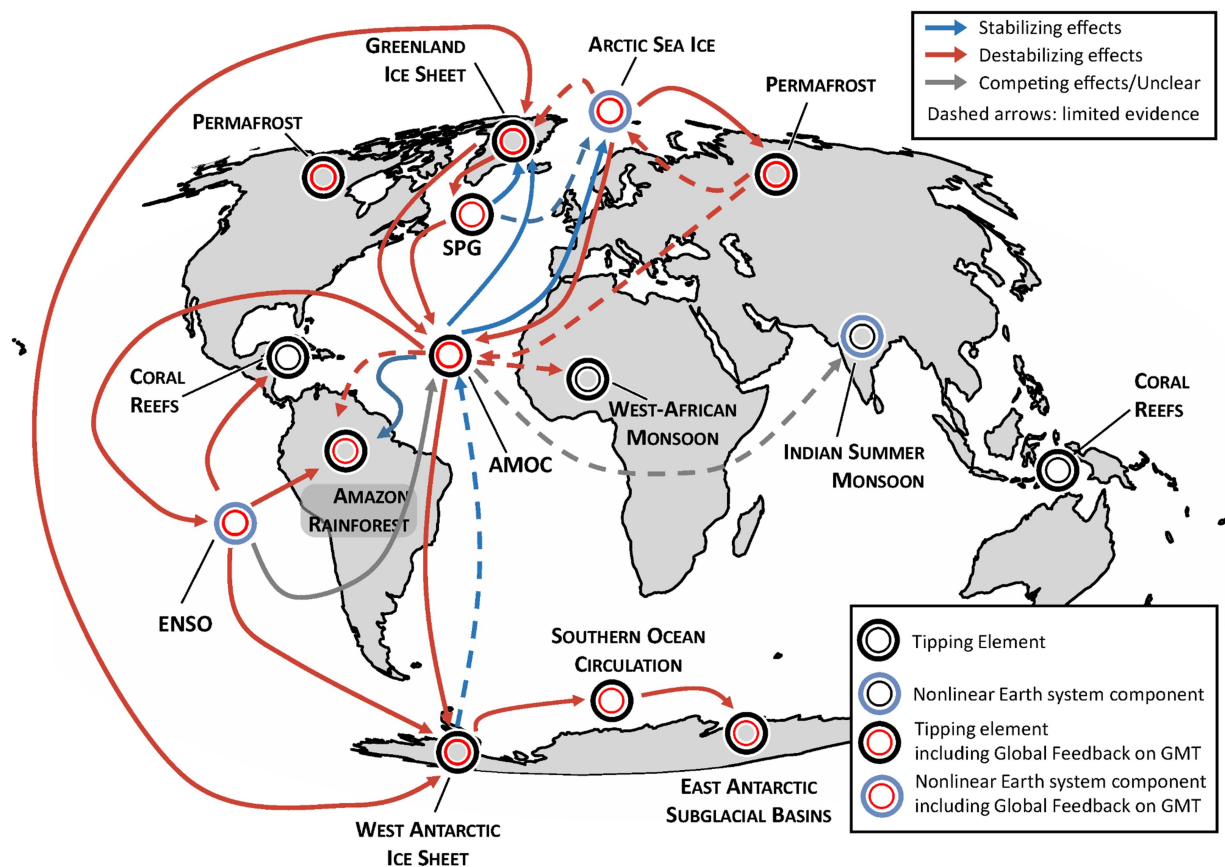 Stabilizing effects
Destabilizing effects
Competing effects/Unclear
Dashed arrows: limited evidence
GREENLAND
ICE SHEET
ARCTIC SEA ICE
PERMAFROST
PERMAFROST
SPG
CORAL
REEFS
AMOC
WEST-AFRICAN
MONSOON
INDIAN SUMMER
MONSOON
CORAL
REEFS
AMAZON
RAINFOREST
ENSO
SOUTHERN OCEAN
CIRCULATION
EAST ANTARCTIC
SUBGLACIAL BASINS
WEST ANTARCTIC
ICE SHEET
Tipping Element
Nonlinear Earth system component
Tipping element
including Global Feedback on GMT
Nonlinear Earth system component
including Global Feedback on GMT